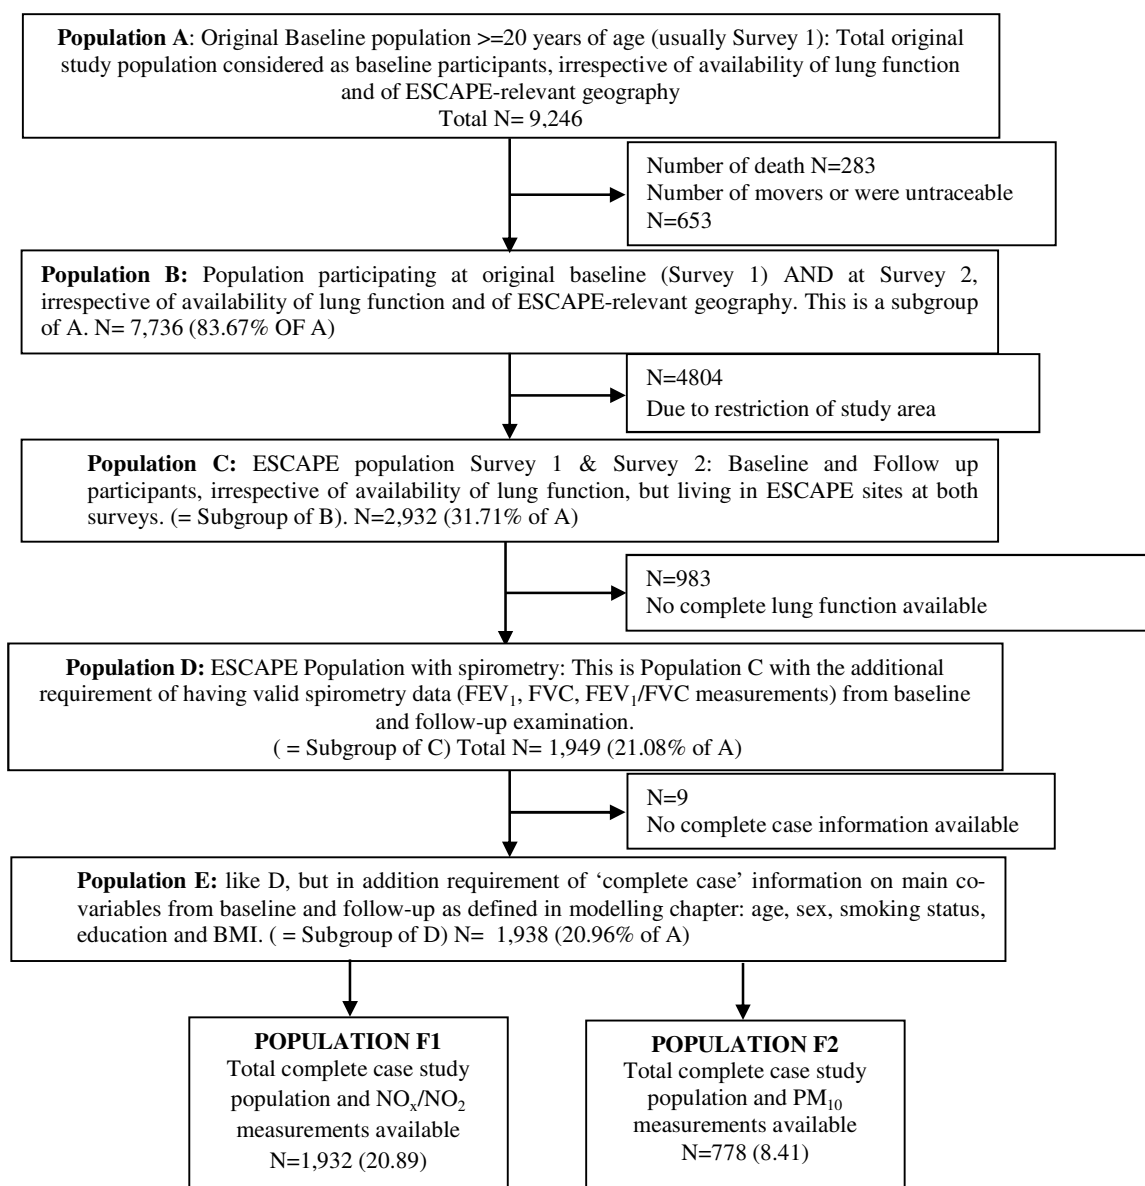 Population A: Original Baseline population >=20 years of age (usually Survey 1): Total original
study population considered as baseline participants, irrespective of availability of lung function
and of ESCAPE-relevant geography
Total N= 9,246
Number of death N=283
Number of movers or were untraceable
N=653
Population B: Population participating at original baseline (Survey 1) AND at Survey 2,
irrespective of availability of lung function and of ESCAPE-relevant geography. This is a subgroup
of A. N= 7,736 (83.67% OF A)
N=4804
Due to restriction of study area
Population C: ESCAPE population Survey 1 & Survey 2: Baseline and Follow up
participants, irrespective of availability of lung function, but living in ESCAPE sites at both
surveys. (= Subgroup of B). N=2,932 (31.71% of A)
N=983
No complete lung function available
Population D: ESCAPE Population with spirometry: This is Population C with the additional
requirement of having valid spirometry data (FEV₁, FVC, FEV₁/FVC measurements) from baseline
and follow-up examination.
( = Subgroup of C) Total N= 1,949 (21.08% of A)
N=9
No complete case information available
Population E: like D, but in addition requirement of ‘complete case’ information on main co-
variables from baseline and follow-up as defined in modelling chapter: age, sex, smoking status,
education and BMI. ( = Subgroup of D) N= 1,938 (20.96% of A)
POPULATION F1
Total complete case study
population and NOₓ/NO₂
measurements available
N=1,932 (20.89)
POPULATION F2
Total complete case study
population and PM₁₀
measurements available
N=778 (8.41)